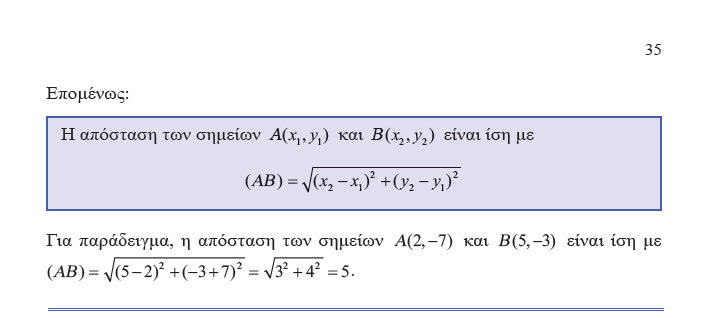 35
Επομένως:
Η απόσταση των σημείων A(x₁,y₁) και B(x₂,y₂) είναι ίση με
(AB)=√((x₂−x₁)²+(y₂−y₁)²)
Για παράδειγμα, η απόσταση των σημείων A(2,−7) και B(5,−3) είναι ίση με
(AB)=√((5−2)²+(−3+7)²)=√(3²+4²)=5.